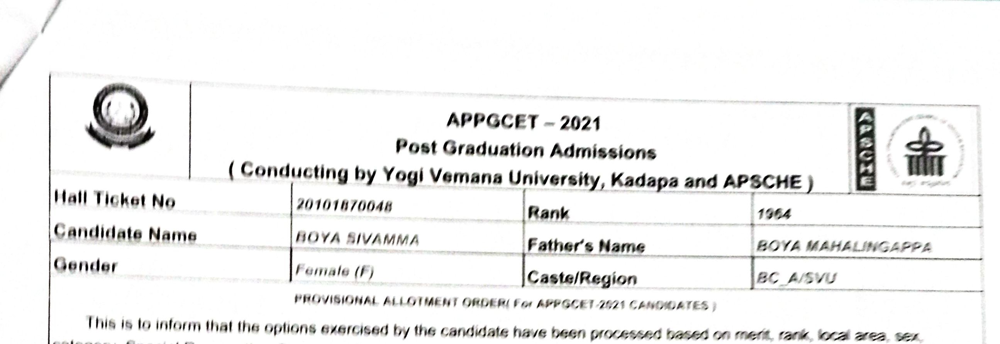 APPGCET – 2021
Post Graduation Admissions
( Conducting by Yogi Vemana University, Kadapa and APSCHE )
APSCHE
Hall Ticket No 20101870048 Rank 1964
Candidate Name BOYA SIVAMMA Father's Name BOYA MAHALINGAPPA
Gender Female (F) Caste/Region BC_A/SVU
PROVISIONAL ALLOTMENT ORDER( For APPGCET-2021 CANDIDATES )
This is to inform that the options exercised by the candidate have been processed based on merit, rank, local area, sex,